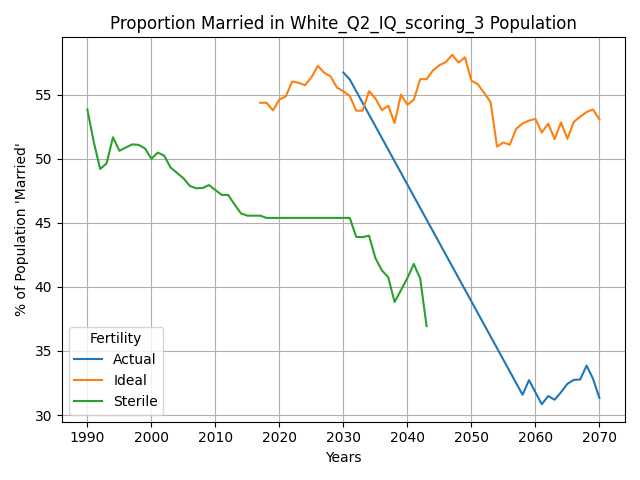 Proportion Married in White_Q2_IQ_scoring_3 Population
% of Population 'Married'
55
50
45
40
35
30
Fertility
Actual
Ideal
Sterile
1990 2000 2010 2020 2030 2040 2050 2060 2070
Years